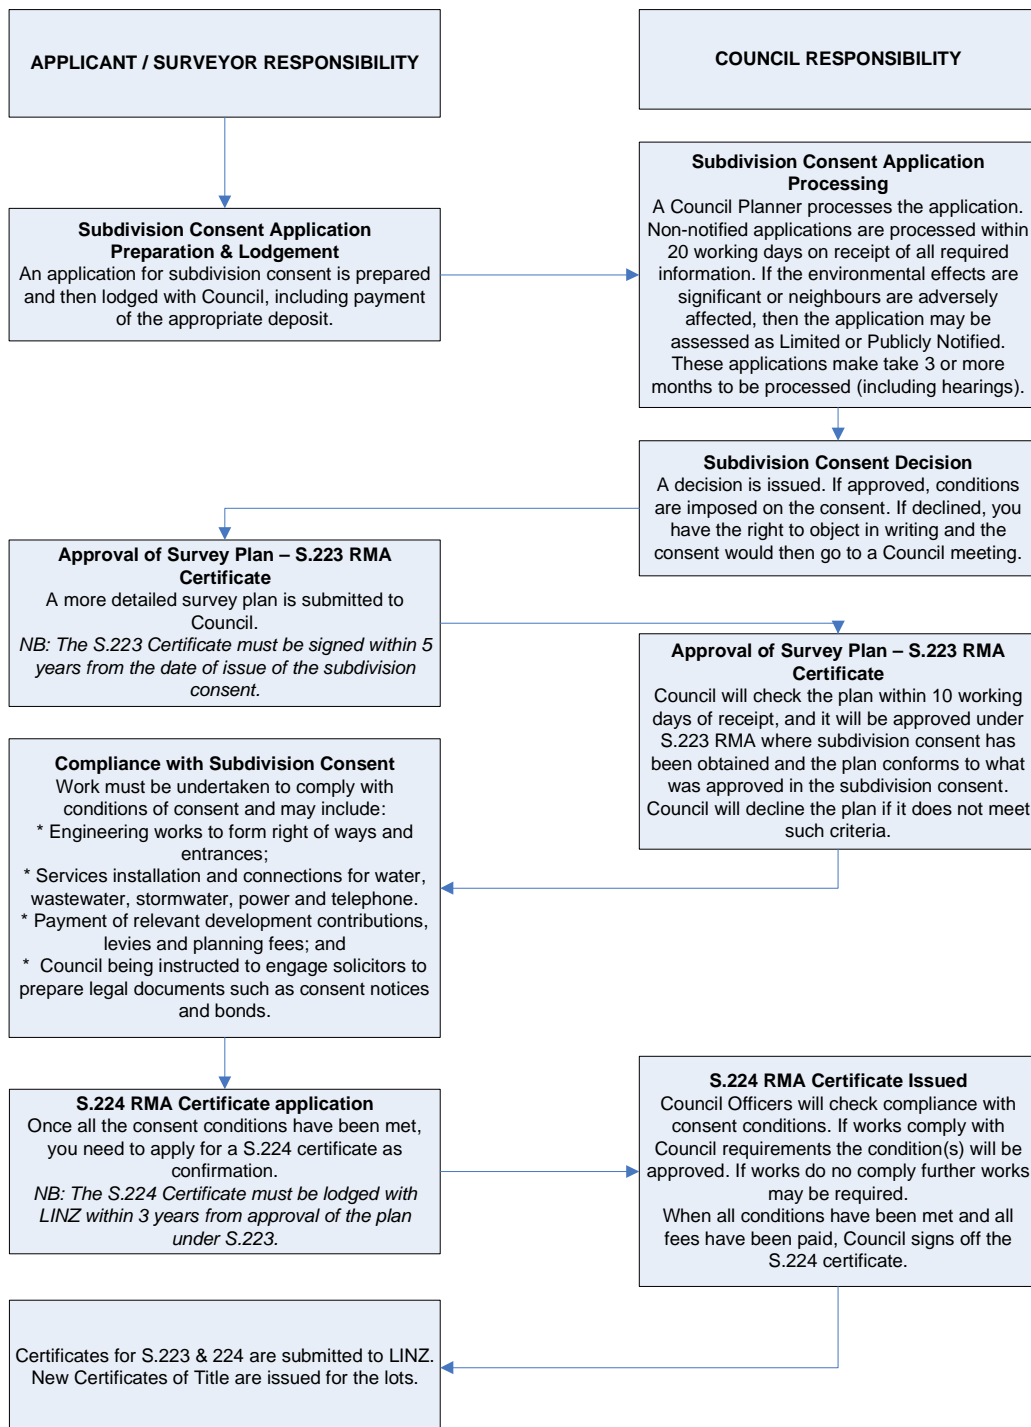 APPLICANT / SURVEYOR RESPONSIBILITY
COUNCIL RESPONSIBILITY
Subdivision Consent Application
Preparation & Lodgement
An application for subdivision consent is prepared
and then lodged with Council, including payment
of the appropriate deposit.
Subdivision Consent Application
Processing
A Council Planner processes the application.
Non-notified applications are processed within
20 working days on receipt of all required
information. If the environmental effects are
significant or neighbours are adversely
affected, then the application may be
assessed as Limited or Publicly Notified.
These applications make take 3 or more
months to be processed (including hearings).
Subdivision Consent Decision
A decision is issued. If approved, conditions
are imposed on the consent. If declined, you
have the right to object in writing and the
consent would then go to a Council meeting.
Approval of Survey Plan – S.223 RMA
Certificate
A more detailed survey plan is submitted to
Council.
NB: The S.223 Certificate must be signed within 5
years from the date of issue of the subdivision
consent.
Approval of Survey Plan – S.223 RMA
Certificate
Council will check the plan within 10 working
days of receipt, and it will be approved under
S.223 RMA where subdivision consent has
been obtained and the plan conforms to what
was approved in the subdivision consent.
Council will decline the plan if it does not meet
such criteria.
Compliance with Subdivision Consent
Work must be undertaken to comply with
conditions of consent and may include:
* Engineering works to form right of ways and
entrances;
* Services installation and connections for water,
wastewater, stormwater, power and telephone.
* Payment of relevant development contributions,
levies and planning fees; and
* Council being instructed to engage solicitors to
prepare legal documents such as consent notices
and bonds.
S.224 RMA Certificate application
Once all the consent conditions have been met,
you need to apply for a S.224 certificate as
confirmation.
NB: The S.224 Certificate must be lodged with
LINZ within 3 years from approval of the plan
under S.223.
S.224 RMA Certificate Issued
Council Officers will check compliance with
consent conditions. If works comply with
Council requirements the condition(s) will be
approved. If works do no comply further works
may be required.
When all conditions have been met and all
fees have been paid, Council signs off the
S.224 certificate.
Certificates for S.223 & 224 are submitted to LINZ.
New Certificates of Title are issued for the lots.